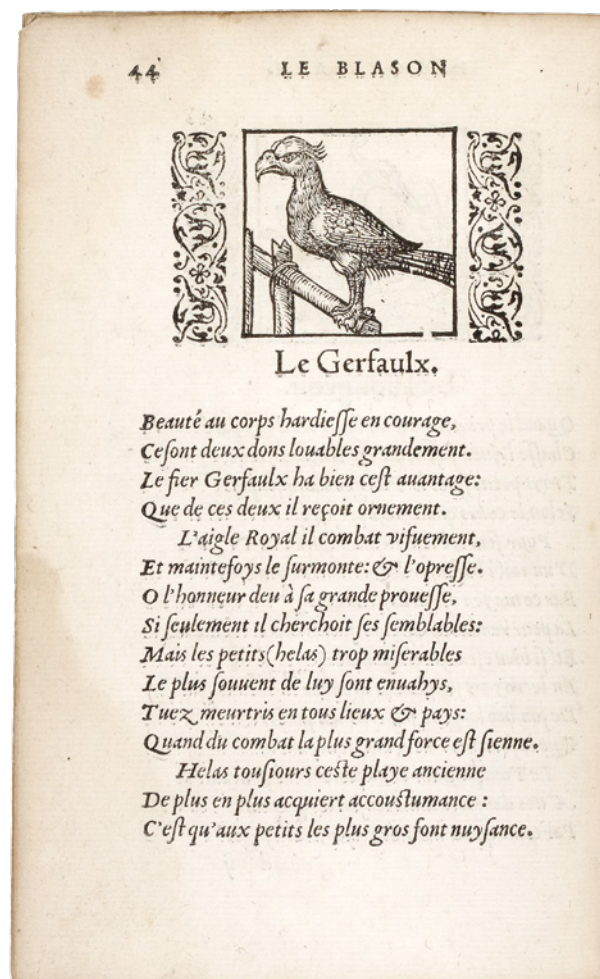 44 LE BLASON
Le Gerfaulx.
Beauté au corps hardieſſe en courage,
Ce ſont deux dons louables grandement.
Le fier Gerfaulx ha bien ceſt auantage:
Que de ces deux il reçoit ornement.
L'aigle Royal il combat vifuement,
Et maintefoys le ſurmonte: & l'opreſſe.
O l'honneur deu à ſa grande proueſſe,
Si ſeulement il cherchoit ſes ſemblables:
Mais les petits (helas) trop miſerables
Le plus ſouuent de luy ſont enuahys,
Tuez meurtris en tous lieux & pays:
Quand du combat la plus grand force eſt ſienne.
Helas touſiours ceſte playe ancienne
De plus en plus acquiert accouſtumance :
C'eſt qu'aux petits les plus gros font nuyſance.